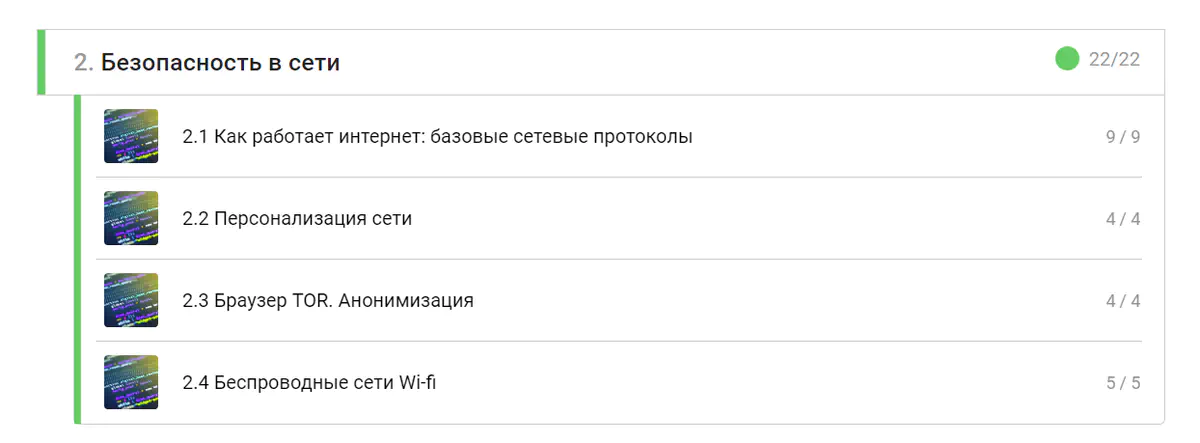 2. Безопасность в сети 22/22
2.1 Как работает интернет: базовые сетевые протоколы 9 / 9
2.2 Персонализация сети 4 / 4
2.3 Браузер TOR. Анонимизация 4 / 4
2.4 Беспроводные сети Wi-fi 5 / 5